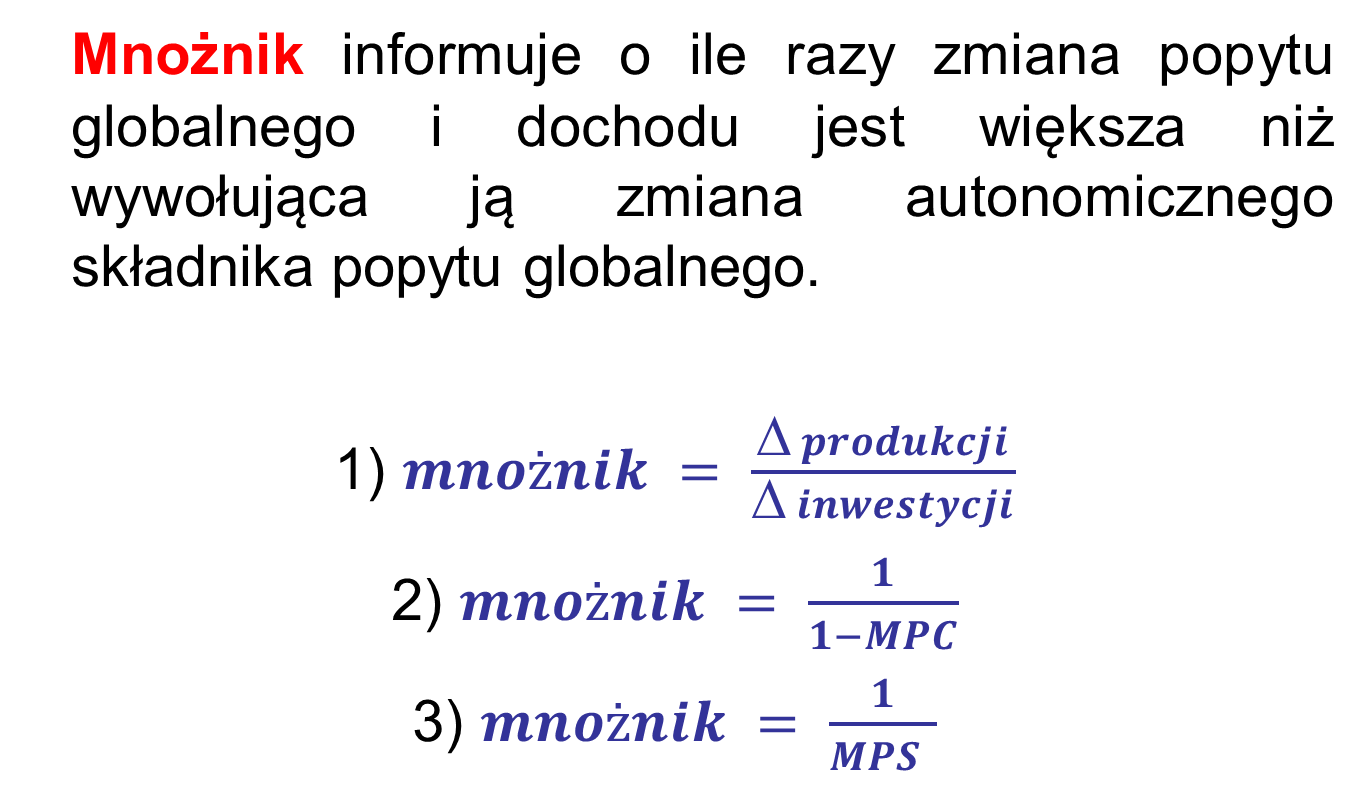 Mnożnik informuje o ile razy zmiana popytu
globalnego i dochodu jest większa niż
wywołująca ją zmiana autonomicznego
składnika popytu globalnego.
1) mnożnik = Δ produkcji / Δ inwestycji
2) mnożnik = 1 / 1−MPC
3) mnożnik = 1 / MPS